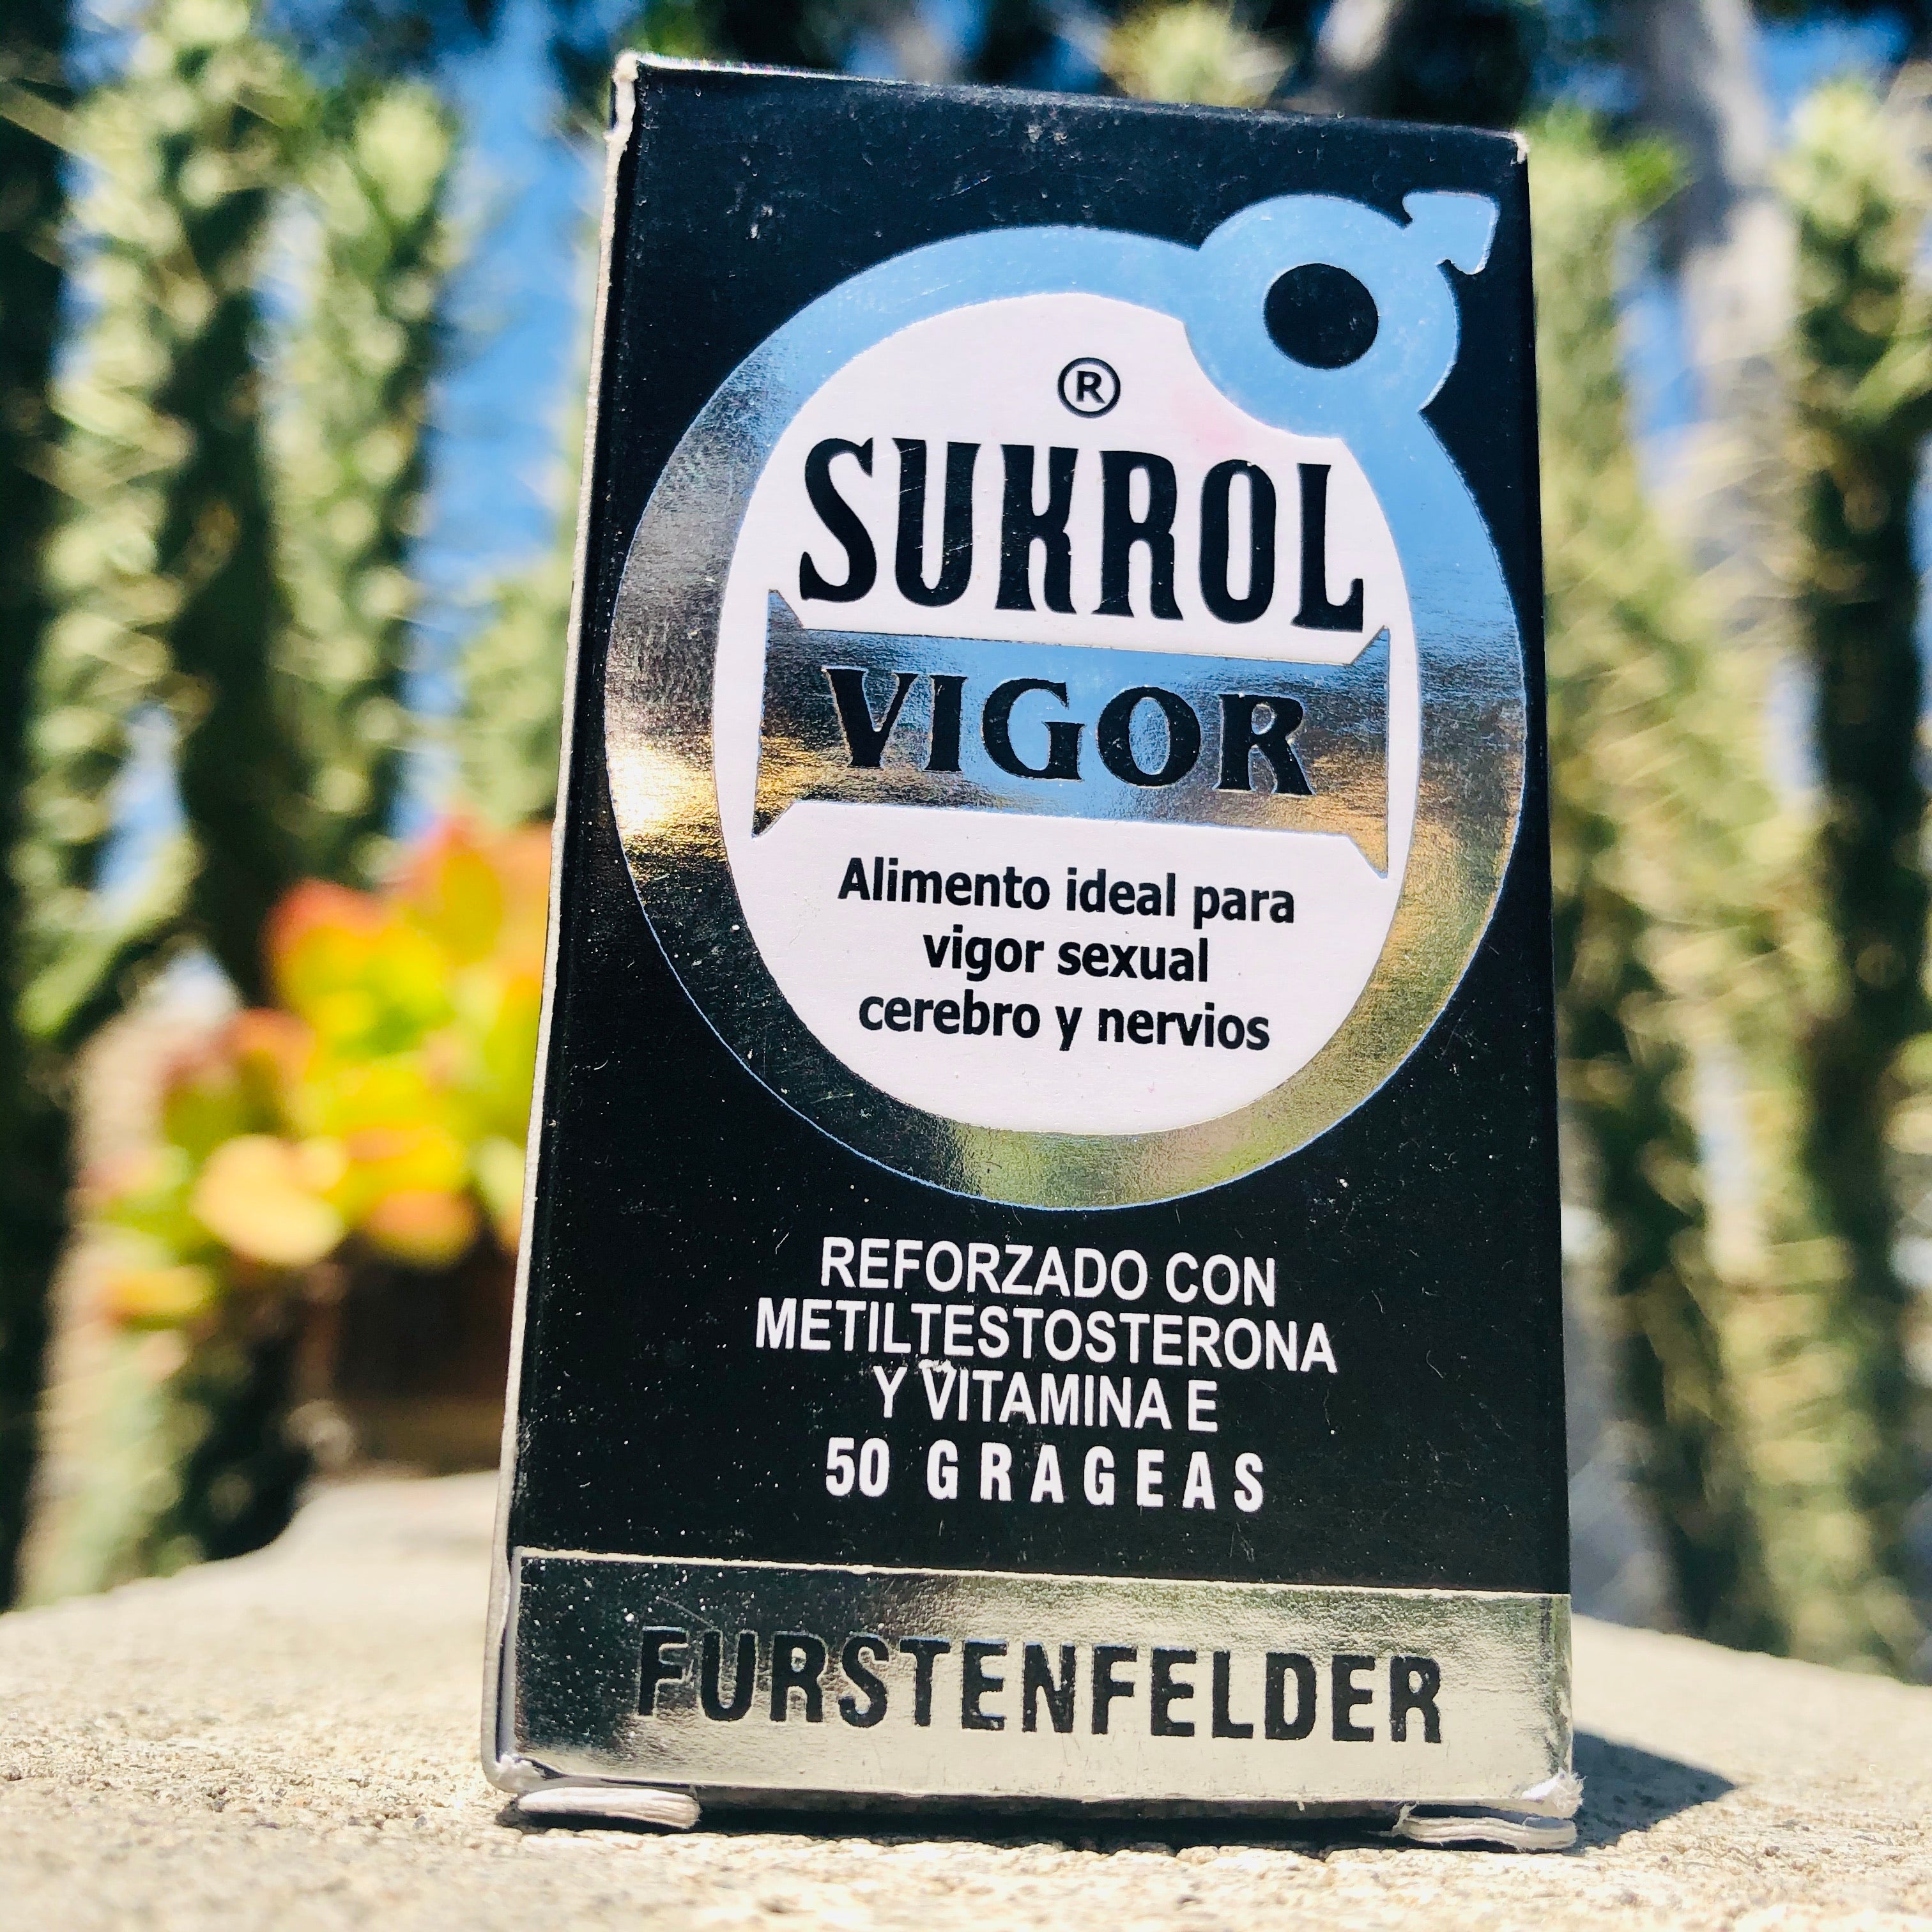 ®
SUKROL
VIGOR
Alimento ideal para
vigor sexual
cerebro y nervios
REFORZADO CON
METILTESTOSTERONA
Y VITAMINA E
50 GRAGEAS
FURSTENFELDER